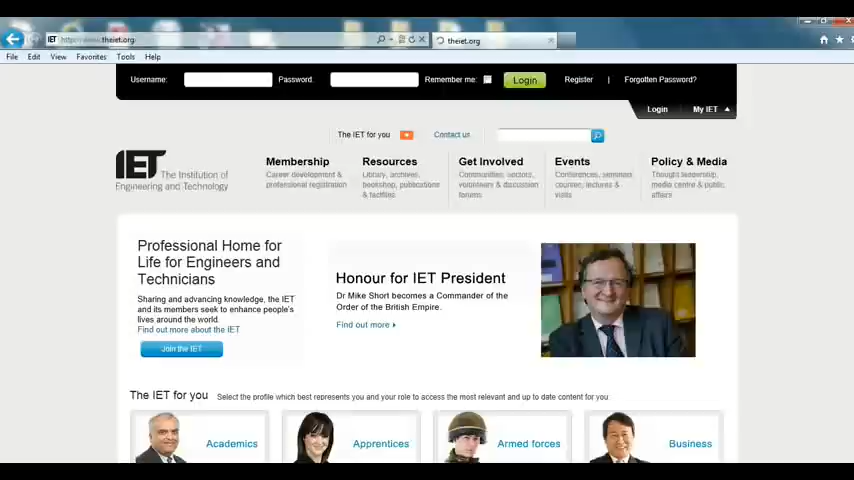 http://www.theiet.org
theiet.org
File Edit View Favorites Tools Help
Username: Password. Remember me: Login Register | Forgotten Password?
Login My IET
The IET for you Contact us
IET The Institution of
Engineering and Technology
Membership
Career development &
professional registration
Resources
Library, archives,
bookshop, publications
& facilities
Get Involved
Communities, sectors,
volunteers & discussion
forums
Events
Conferences, seminars
courses, lectures &
visits
Policy & Media
Thought leadership,
media centre & public
affairs
Professional Home for
Life for Engineers and
Technicians
Sharing and advancing knowledge, the IET
and its members seek to enhance people's
lives around the world.
Find out more about the IET
Join the IET
Honour for IET President
Dr Mike Short becomes a Commander of the
Order of the British Empire.
Find out more
The IET for you Select the profile which best represents you and your role to access the most relevant and up to date content for you
Academics
Apprentices
Armed forces
Business